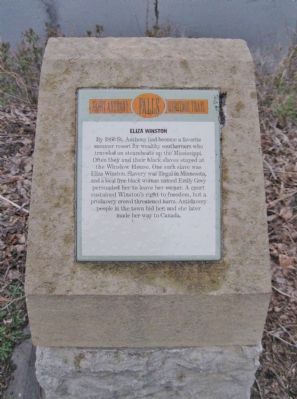 SAINT ANTHONY FALLS HERITAGE TRAIL
ELIZA WINSTON
By 1860 St. Anthony had become a favorite
summer resort for wealthy southerners who
traveled on steamboats up the Mississippi.
Often they and their black slaves stayed at
the Winslow House. One such slave was
Eliza Winston. Slavery was illegal in Minnesota,
and a local free black woman named Emily Grey
persuaded her to leave her owner. A court
sustained Winston's right to freedom, but a
proslavery crowd threatened harm. Antislavery
people in the town hid her and she later
made her way to Canada.